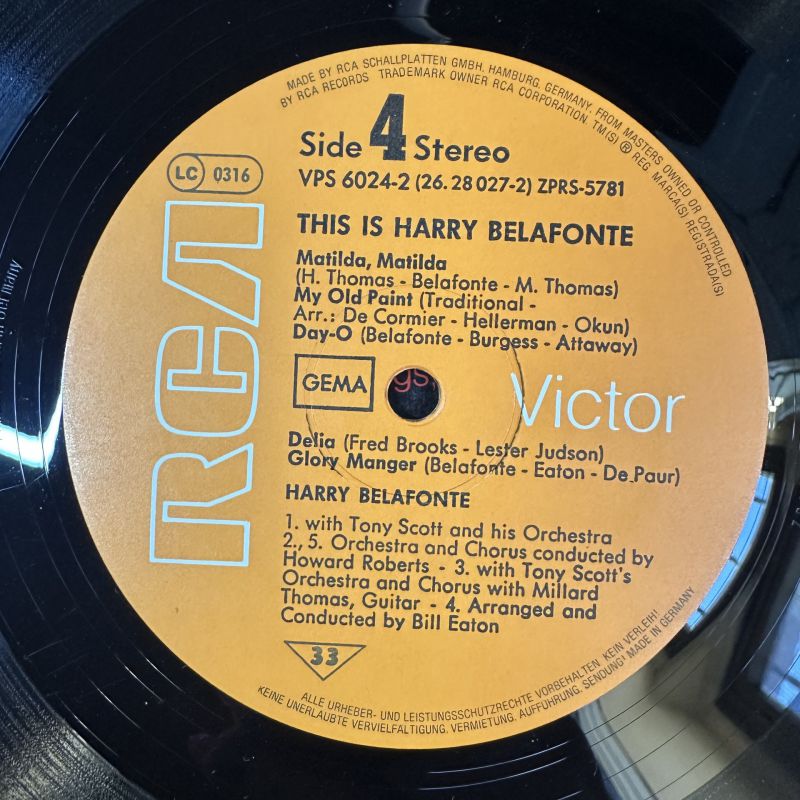 MADE BY RCA SCHALLPLATTEN GMBH, HAMBURG, GERMANY, FROM MASTERS OWNED OR CONTROLLED
BY RCA RECORDS TRADEMARK OWNER RCA CORPORATION. TM(S) ® REG. MARCA(S) REGISTRADA(S)
Side 4 Stereo
LC 0316
VPS 6024-2 (26.28 027-2) ZPRS-5781
THIS IS HARRY BELAFONTE
Matilda, Matilda
(H. Thomas - Belafonte - M. Thomas)
My Old Paint (Traditional -
Arr.: De Cormier - Hellerman - Okun)
Day-O (Belafonte - Burgess - Attaway)
GEMA
gs.
RCA
Victor
Delia (Fred Brooks - Lester Judson)
Glory Manger (Belafonte - Eaton - De Paur)
HARRY BELAFONTE
1. with Tony Scott and his Orchestra
2., 5. Orchestra and Chorus conducted by
Howard Roberts - 3. with Tony Scott's
Orchestra and Chorus with Millard
Thomas, Guitar - 4. Arranged and
Conducted by Bill Eaton
33
ALLE URHEBER- UND LEISTUNGSSCHUTZRECHTE VORBEHALTEN. KEIN VERLEIH!
KEINE UNERLAUBTE VERVIELFÄLTIGUNG, VERMIETUNG, AUFFÜHRUNG, SENDUNG! MADE IN GERMANY